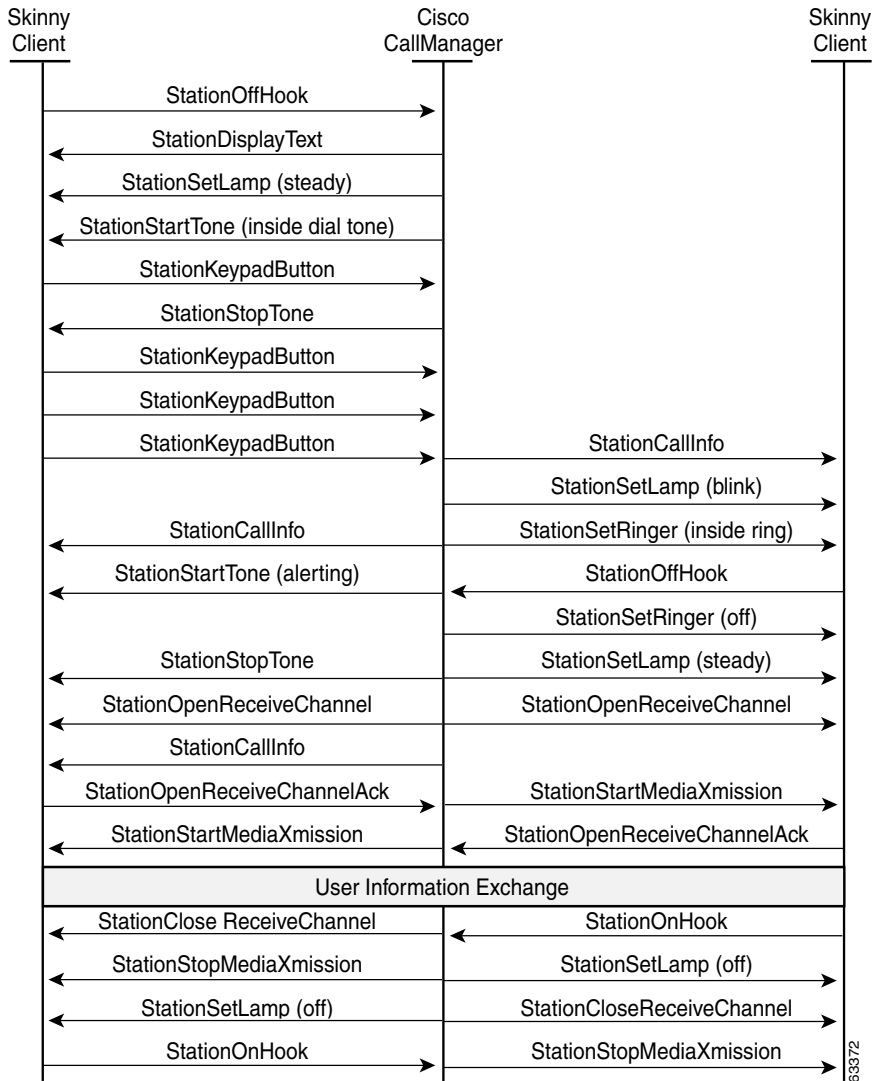 Skinny Client
Cisco CallManager
Skinny Client
StationOffHook
StationDisplayText
StationSetLamp (steady)
StationStartTone (inside dial tone)
StationKeypadButton
StationStopTone
StationKeypadButton
StationKeypadButton
StationKeypadButton
StationCallInfo
StationSetLamp (blink)
StationCallInfo
StationSetRinger (inside ring)
StationStartTone (alerting)
StationOffHook
StationSetRinger (off)
StationStopTone
StationSetLamp (steady)
StationOpenReceiveChannel
StationOpenReceiveChannel
StationCallInfo
StationOpenReceiveChannelAck
StationStartMediaXmission
StationStartMediaXmission
StationOpenReceiveChannelAck
User Information Exchange
StationClose ReceiveChannel
StationOnHook
StationStopMediaXmission
StationSetLamp (off)
StationSetLamp (off)
StationCloseReceiveChannel
StationOnHook
StationStopMediaXmission
63372